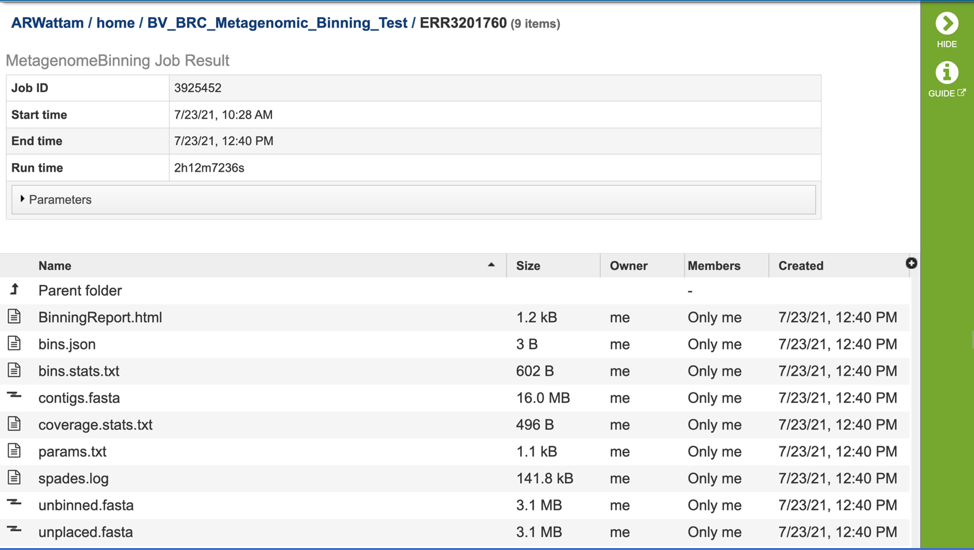 ARWattam / home / BV_BRC_Metagenomic_Binning_Test / ERR3201760 (9 items)
HIDE
GUIDE
MetagenomeBinning Job Result
Job ID 3925452
Start time 7/23/21, 10:28 AM
End time 7/23/21, 12:40 PM
Run time 2h12m7236s
Parameters
Name Size Owner Members Created
Parent folder -
BinningReport.html 1.2 kB me Only me 7/23/21, 12:40 PM
bins.json 3 B me Only me 7/23/21, 12:40 PM
bins.stats.txt 602 B me Only me 7/23/21, 12:40 PM
contigs.fasta 16.0 MB me Only me 7/23/21, 12:40 PM
coverage.stats.txt 496 B me Only me 7/23/21, 12:40 PM
params.txt 1.1 kB me Only me 7/23/21, 12:40 PM
spades.log 141.8 kB me Only me 7/23/21, 12:40 PM
unbinned.fasta 3.1 MB me Only me 7/23/21, 12:40 PM
unplaced.fasta 3.1 MB me Only me 7/23/21, 12:40 PM